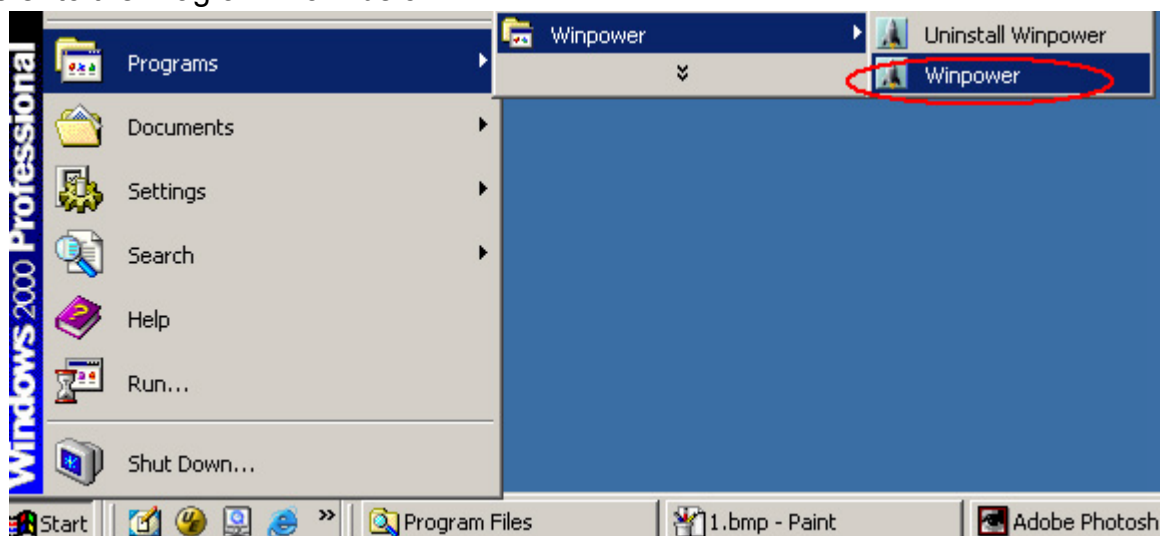 Winpower
Uninstall Winpower
Winpower
Programs
Documents
Settings
Search
Help
Run...
Shut Down...
Windows 2000 Professional
Start
»
Program Files
1.bmp - Paint
Adobe Photosh